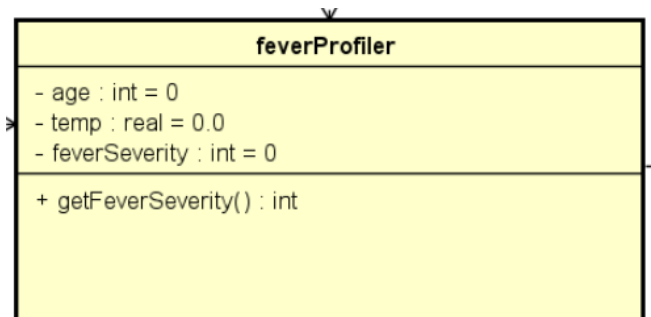 feverProfiler
- age : int = 0
- temp : real = 0.0
- feverSeverity : int = 0
+ getFeverSeverity() : int